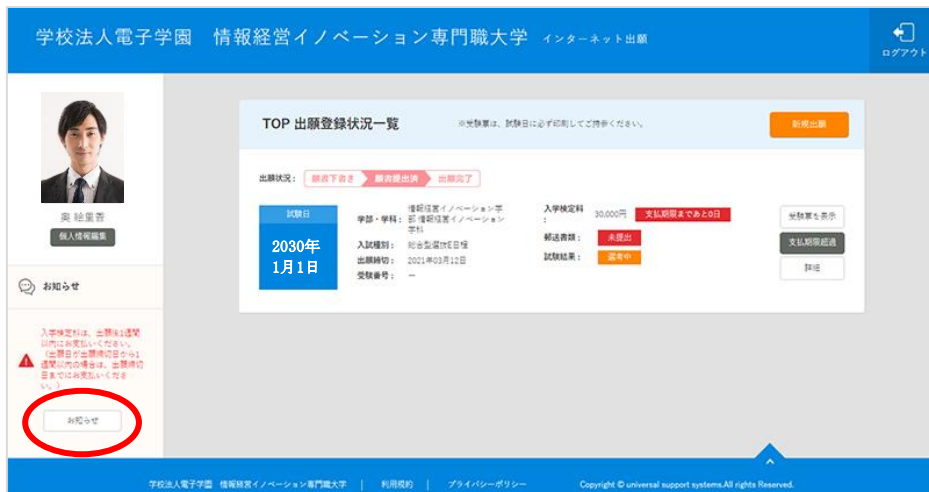 学校法人電子学園　情報経営イノベーション専門職大学　インターネット出願
ログアウト
TOP 出願登録状況一覧
※受験票は、試験日に必ず印刷してご持参ください。
新規出願
出願状況：
願書下書き
願書提出済
出願完了
奥 絵里香
個人情報編集
お知らせ
入学検定料は、出願後1週間
以内にお支払いください。
（出願日が出願締切日から1
週間以内の場合は、出願締切
日までにお支払いくださ
い。）
お知らせ
試験日
2030年
1月1日
学部・学科：
情報経営イノベーション学
部 情報経営イノベーション
学科
入試種別：　総合型選抜E日程
出願締切：　2021年03月12日
受験番号：　―
入学検定料
：
30,000円
支払期限まであと0日
郵送書類：
未提出
試験結果：
選考中
受験票を表示
支払期限超過
詳細
学校法人電子学園　情報経営イノベーション専門職大学　|　利用規約　|　プライバシーポリシー
Copyright © universal support systems.All rights Reserved.